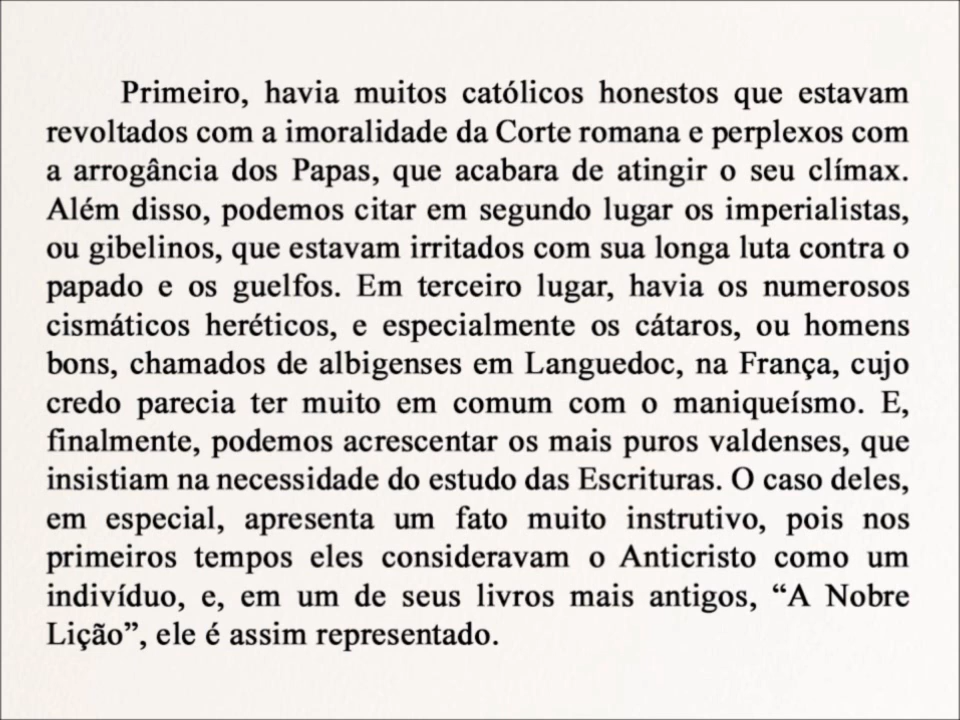 Primeiro, havia muitos católicos honestos que estavam
revoltados com a imoralidade da Corte romana e perplexos com
a arrogância dos Papas, que acabara de atingir o seu clímax.
Além disso, podemos citar em segundo lugar os imperialistas,
ou gibelinos, que estavam irritados com sua longa luta contra o
papado e os guelfos. Em terceiro lugar, havia os numerosos
cismáticos heréticos, e especialmente os cátaros, ou homens
bons, chamados de albigenses em Languedoc, na França, cujo
credo parecia ter muito em comum com o maniqueísmo. E,
finalmente, podemos acrescentar os mais puros valdenses, que
insistiam na necessidade do estudo das Escrituras. O caso deles,
em especial, apresenta um fato muito instrutivo, pois nos
primeiros tempos eles consideravam o Anticristo como um
indivíduo, e, em um de seus livros mais antigos, “A Nobre
Lição”, ele é assim representado.